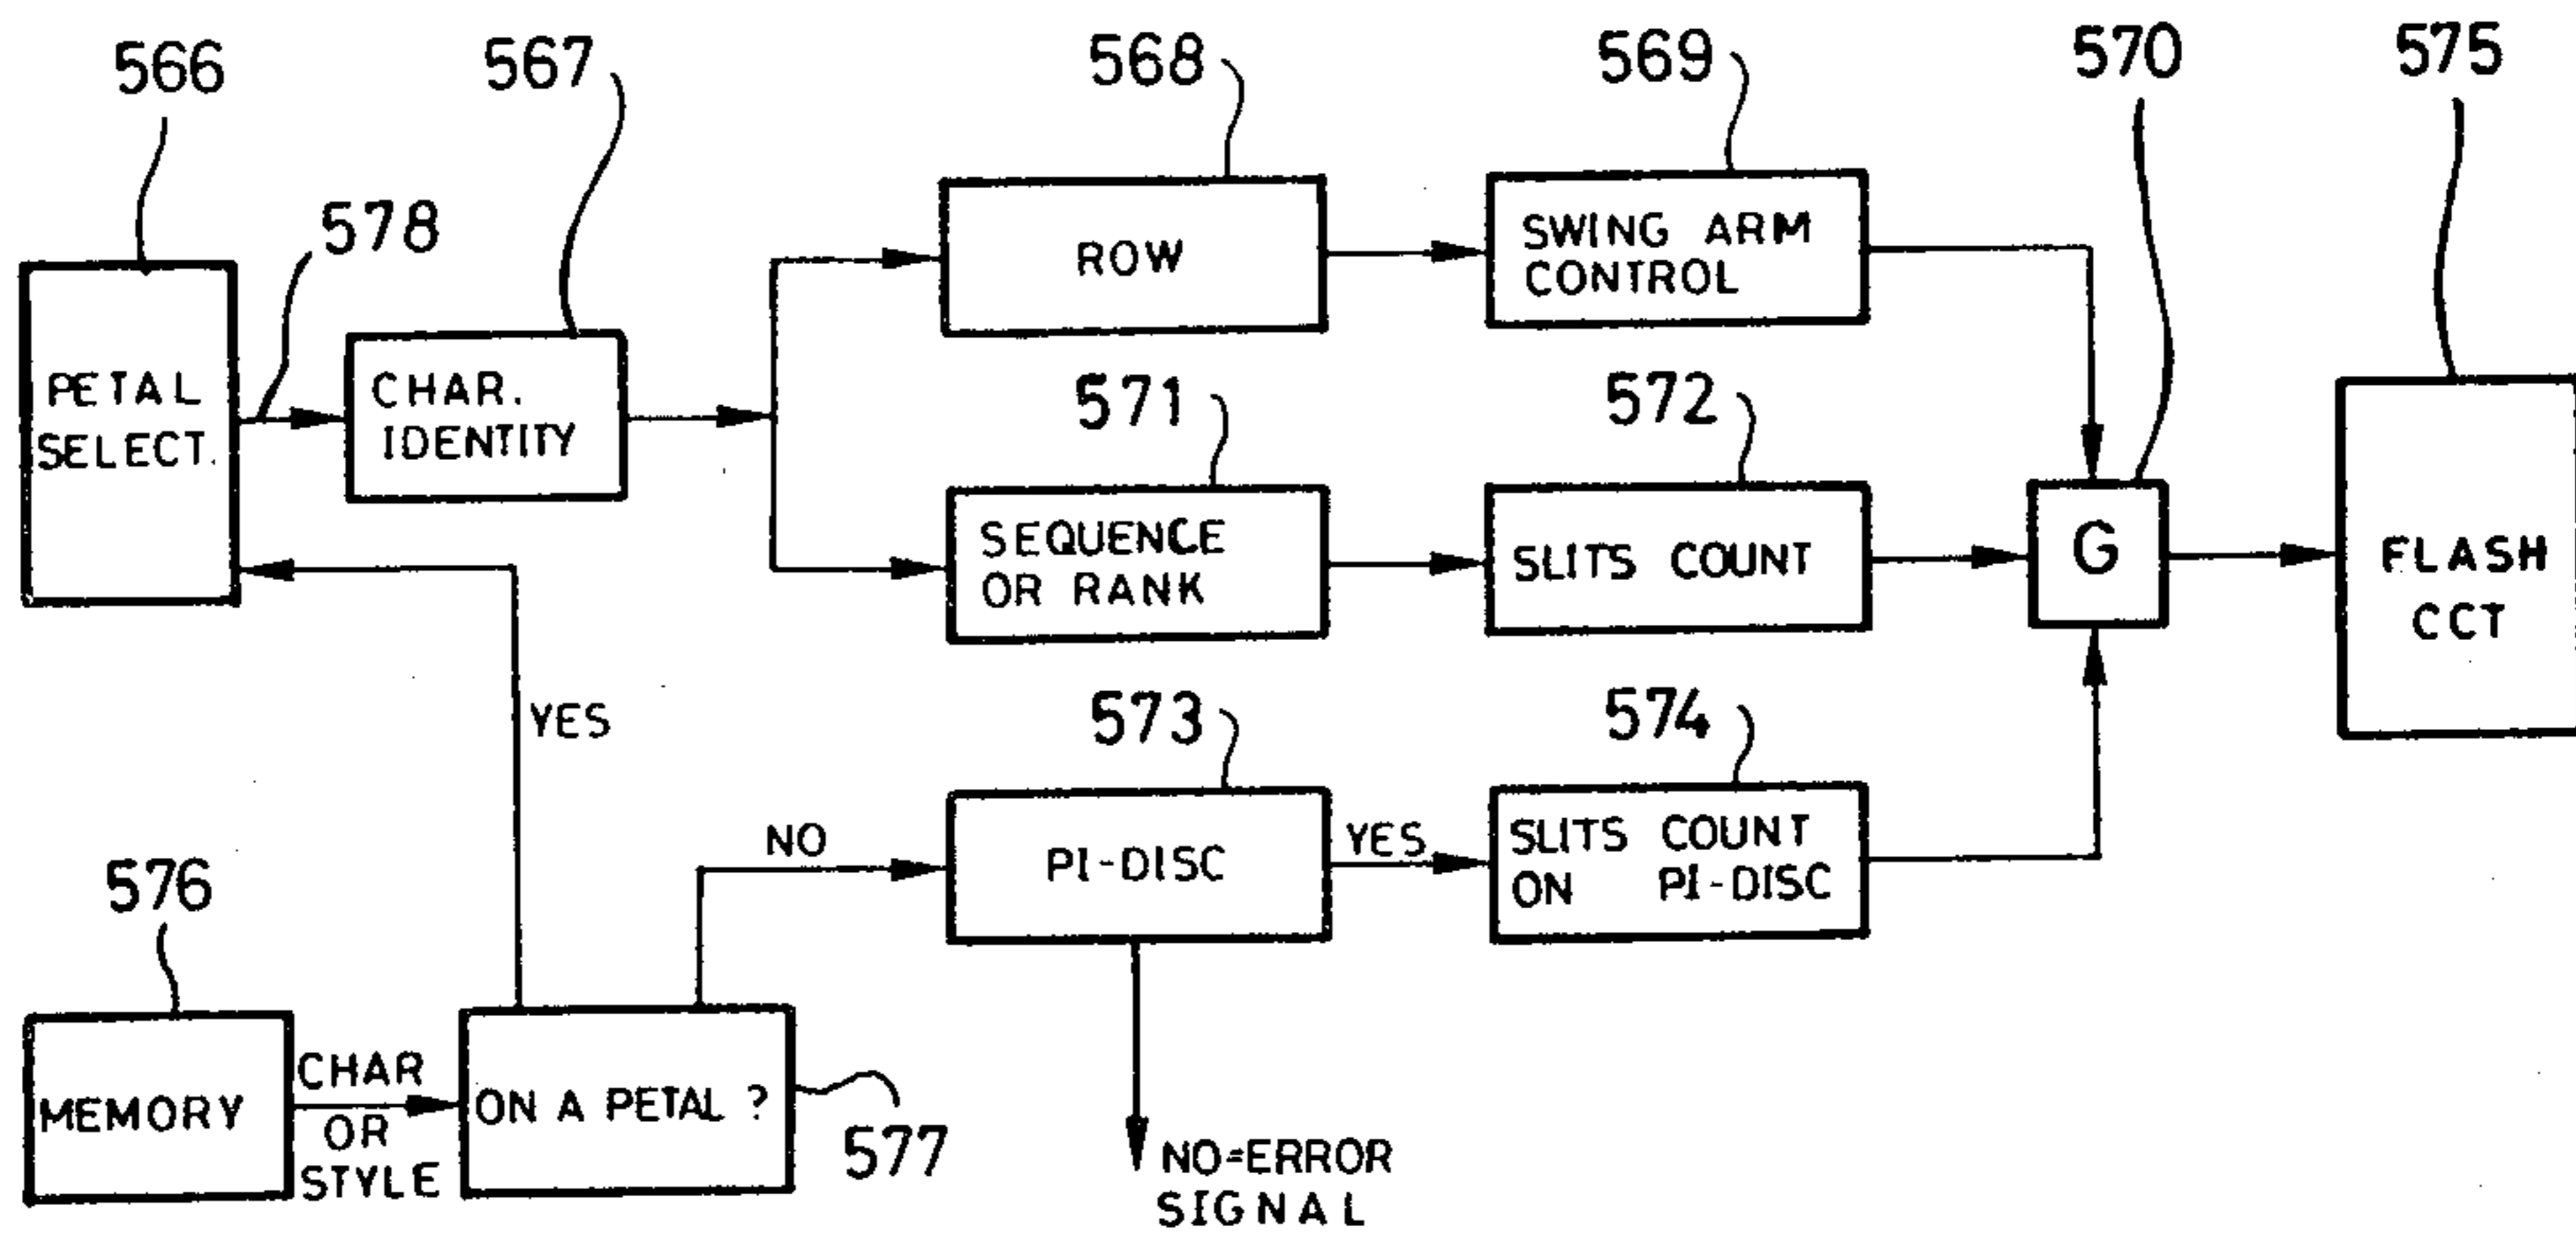 566
567
568
569
570
575
578
PETAL
SELECT.
CHAR.
IDENTITY
ROW
SWING ARM
CONTROL
571
572
SEQUENCE
OR RANK
SLITS COUNT
G
FLASH
CCT
YES
573
574
NO
PI-DISC
YES
SLITS COUNT
ON PI-DISC
576
MEMORY
CHAR
OR
STYLE
ON A PETAL ?
577
NO=ERROR
SIGNAL